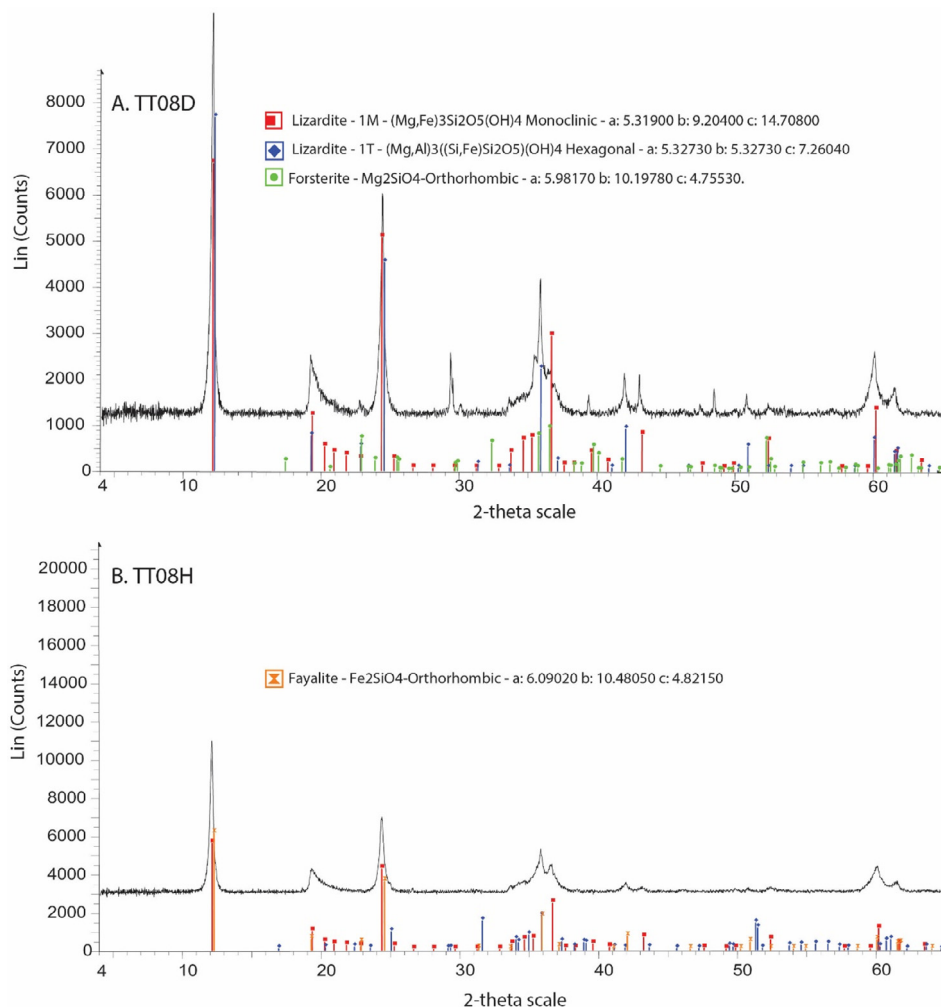 A. TT08D
Lizardite - 1M - (Mg,Fe)3Si2O5(OH)4 Monoclinic - a: 5.31900 b: 9.20400 c: 14.70800
Lizardite - 1T - (Mg,Al)3((Si,Fe)Si2O5)(OH)4 Hexagonal - a: 5.32730 b: 5.32730 c: 7.26040
Forsterite - Mg2SiO4-Orthorhombic - a: 5.98170 b: 10.19780 c: 4.75530.
Lin (Counts)
8000
7000
6000
5000
4000
3000
2000
1000
0
4 10 20 30 40 50 60
2-theta scale
B. TT08H
Fayalite - Fe2SiO4-Orthorhombic - a: 6.09020 b: 10.48050 c: 4.82150
Lin (Counts)
20000
18000
16000
14000
12000
10000
8000
6000
4000
2000
0
4 10 20 30 40 50 60
2-theta scale